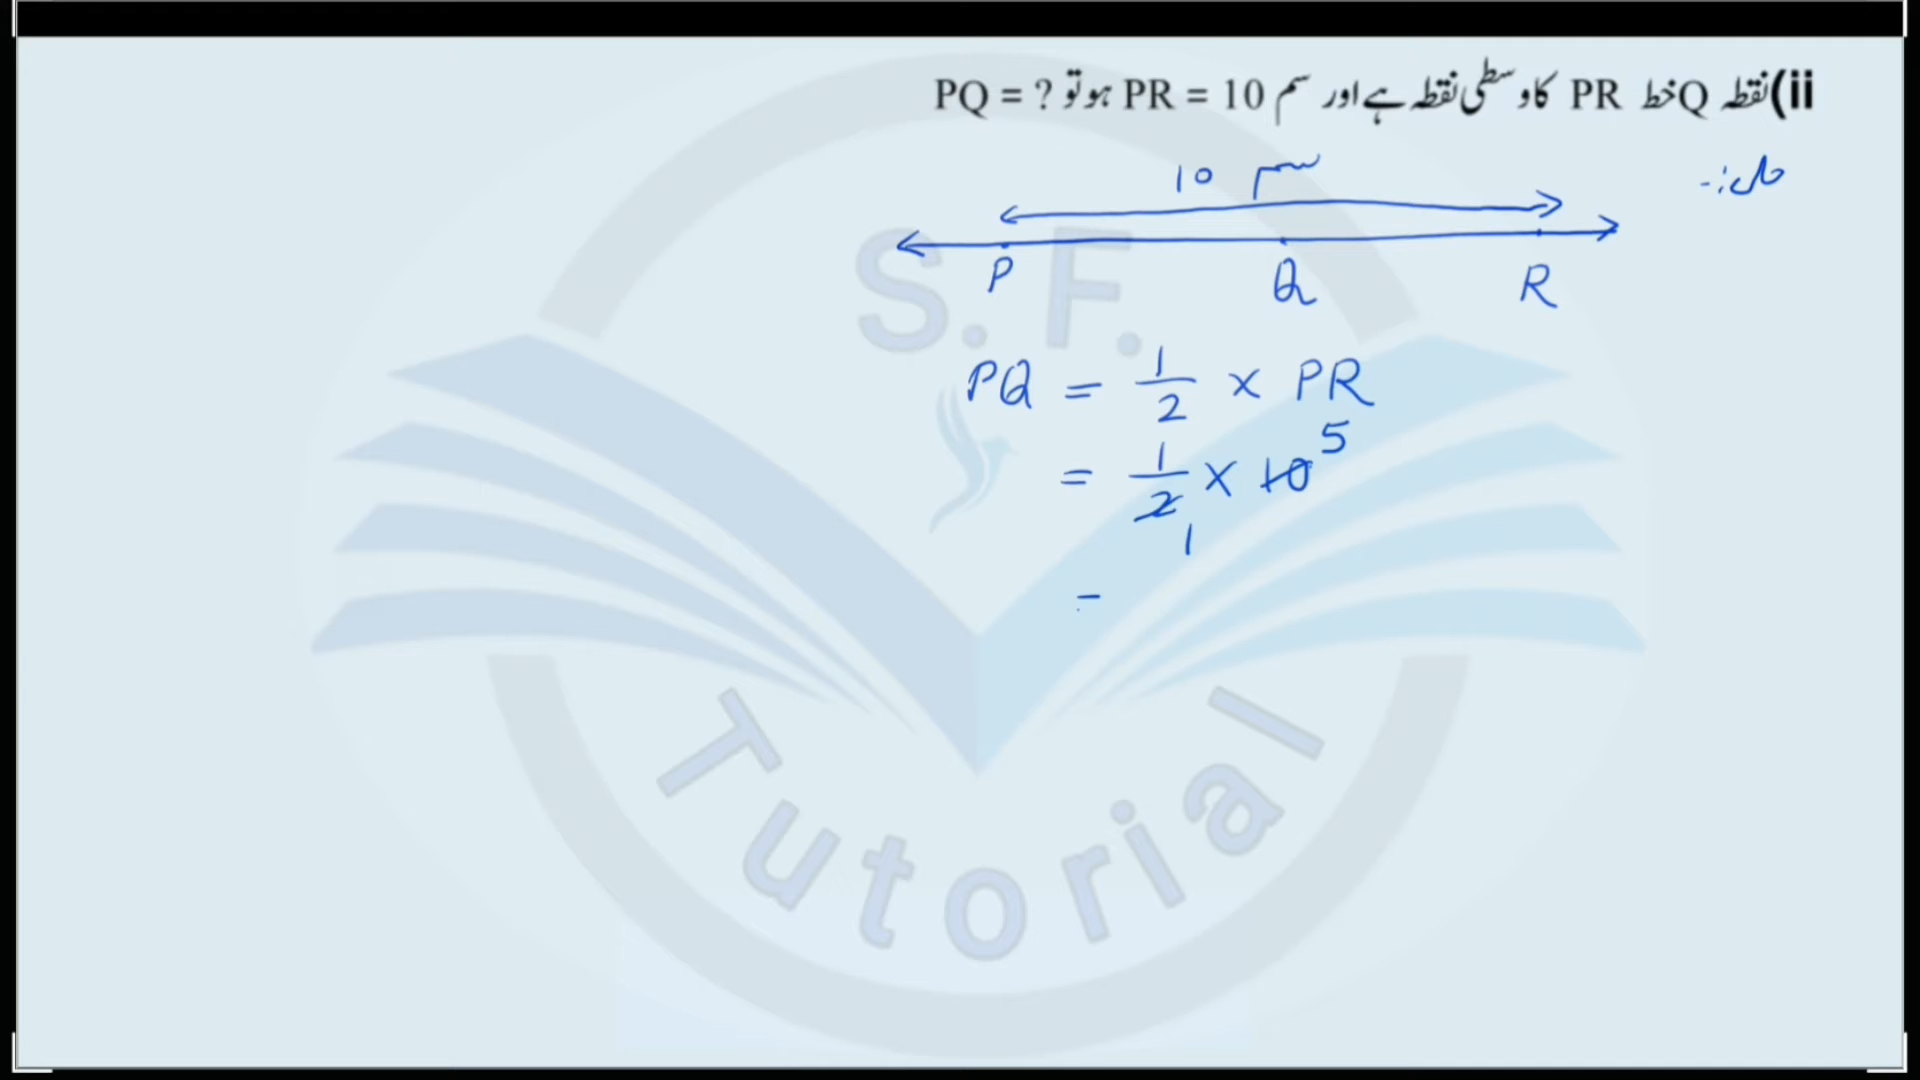 ii) نقطہ Q خط PR کا وسطی نقطہ ہے اور سم PR = 10 ہو تو PQ = ?
حل:-
10 سم
P Q R
PQ = 1/2 × PR
= 1/2 × 10 5
1
=
S.F.
Tutorial